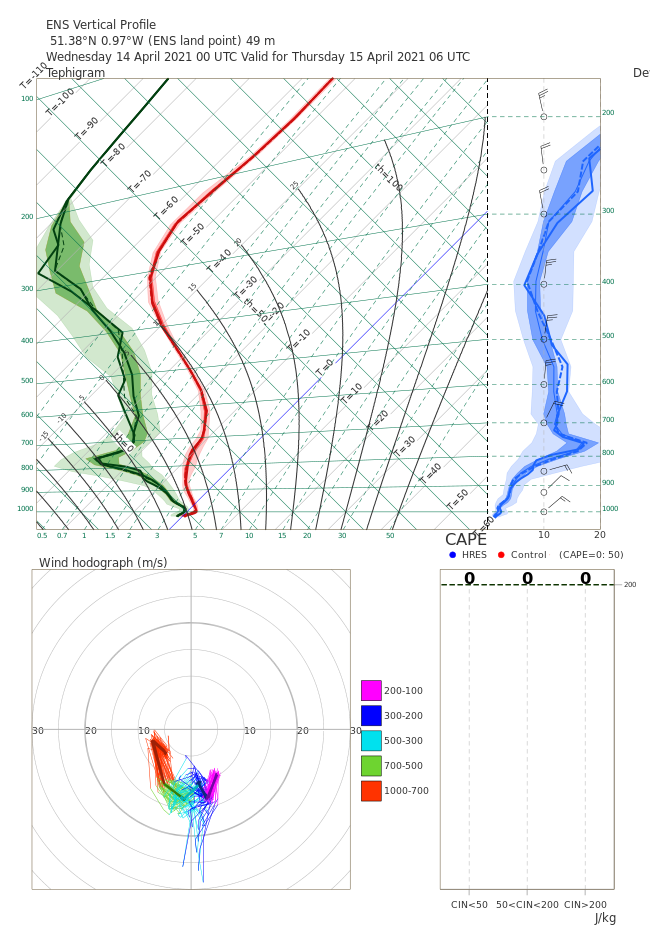 ENS Vertical Profile
51.38°N 0.97°W (ENS land point) 49 m
Wednesday 14 April 2021 00 UTC Valid for Thursday 15 April 2021 06 UTC
Tephigram
De
T=-110
T=-100
T=-90
T=-80
T=-70
T=-60
T=-50
T=-40
T=-30
T=-20
T=-10
T=0
T=10
T=20
T=30
T=40
T=50
th=100
th=50
th=0
25
20
15
100
200
300
400
500
600
700
800
900
1000
0.5 0.7 1 1.5 2 3 5 7 10 15 20 30 50
200
300
400
500
600
700
800
900
1000
10 20
CAPE
HRES Control (CAPE=0: 50)
0 0 0
200
CIN<50 50<CIN<200 CIN>200
J/kg
Wind hodograph (m/s)
30 20 10 10 20 30
200-100
300-200
500-300
700-500
1000-700